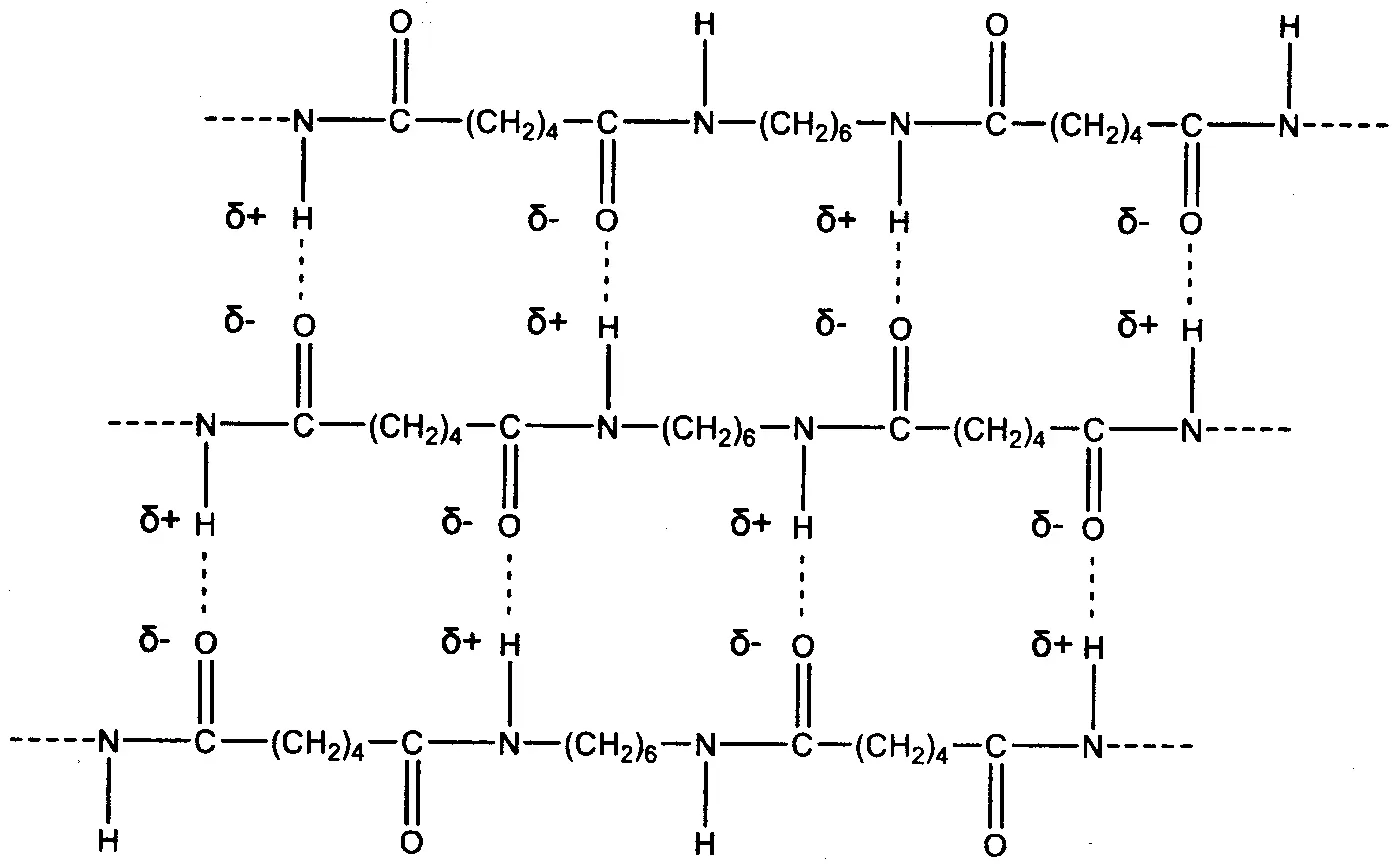 O H O H
N C (CH₂)₄ C N (CH₂)₆ N C (CH₂)₄ C N
δ+ H δ- O δ+ H δ- O
δ- O δ+ H δ- O δ+ H
N C (CH₂)₄ C N (CH₂)₆ N C (CH₂)₄ C N
δ+ H δ- O δ+ H δ- O
δ- O δ+ H δ- O δ+ H
N C (CH₂)₄ C N (CH₂)₆ N C (CH₂)₄ C N
H O H O